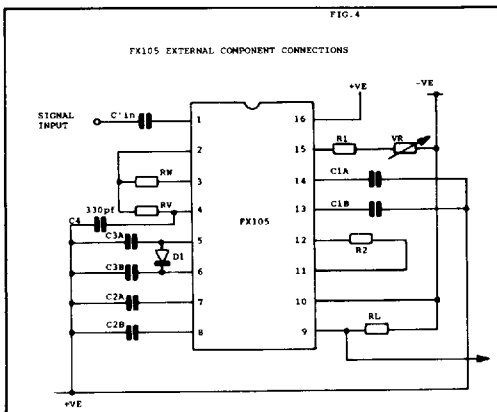 FIG.4
FX105 EXTERNAL COMPONENT CONNECTIONS
+VE
-VE
SIGNAL
INPUT
C'in
1
16
R1
VR
2
15
C1A
RW
3
14
C1B
RV
4
13
330pf
C4
FX105
C3A
5
12
R2
D1
C3B
6
11
C2A
7
10
RL
C2B
8
9
+VE